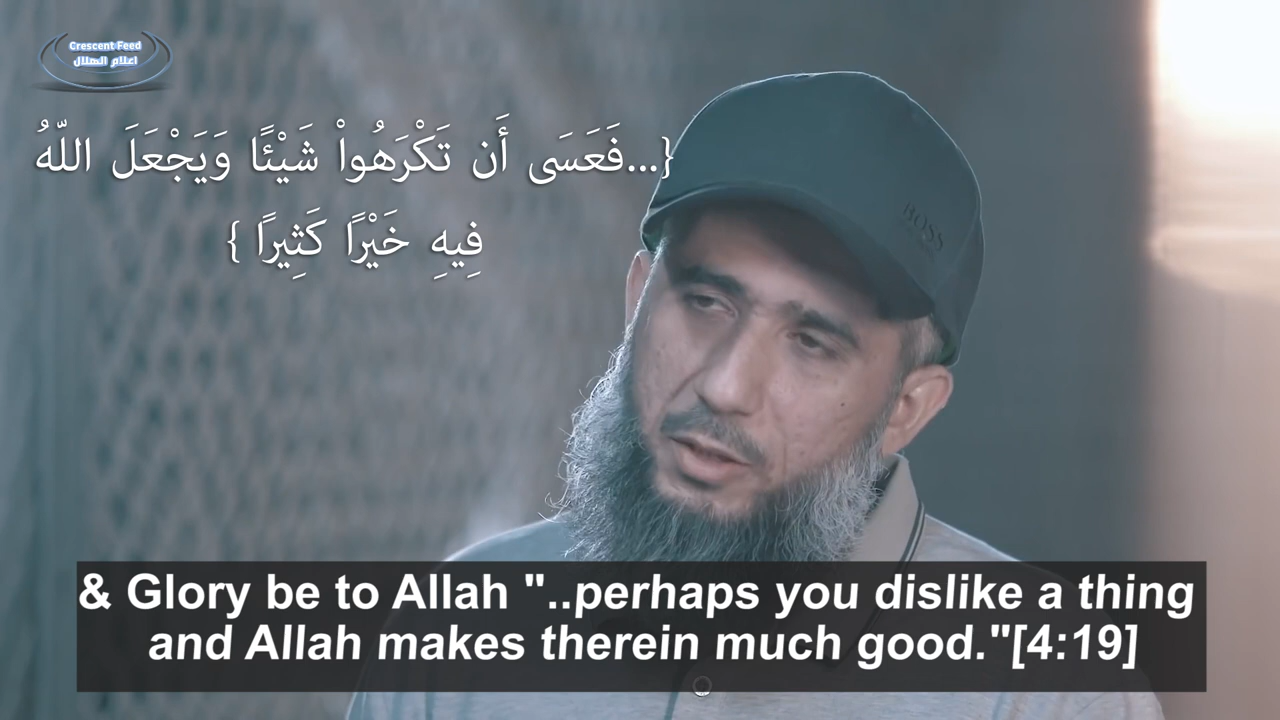 Crescent Feed
اعلام الهلال
{...فَعَسَى أَن تَكْرَهُواْ شَيْئًا وَيَجْعَلَ اللّهُ
فِيهِ خَيْرًا كَثِيرًا }
BOSS
& Glory be to Allah "..perhaps you dislike a thing
and Allah makes therein much good."[4:19]